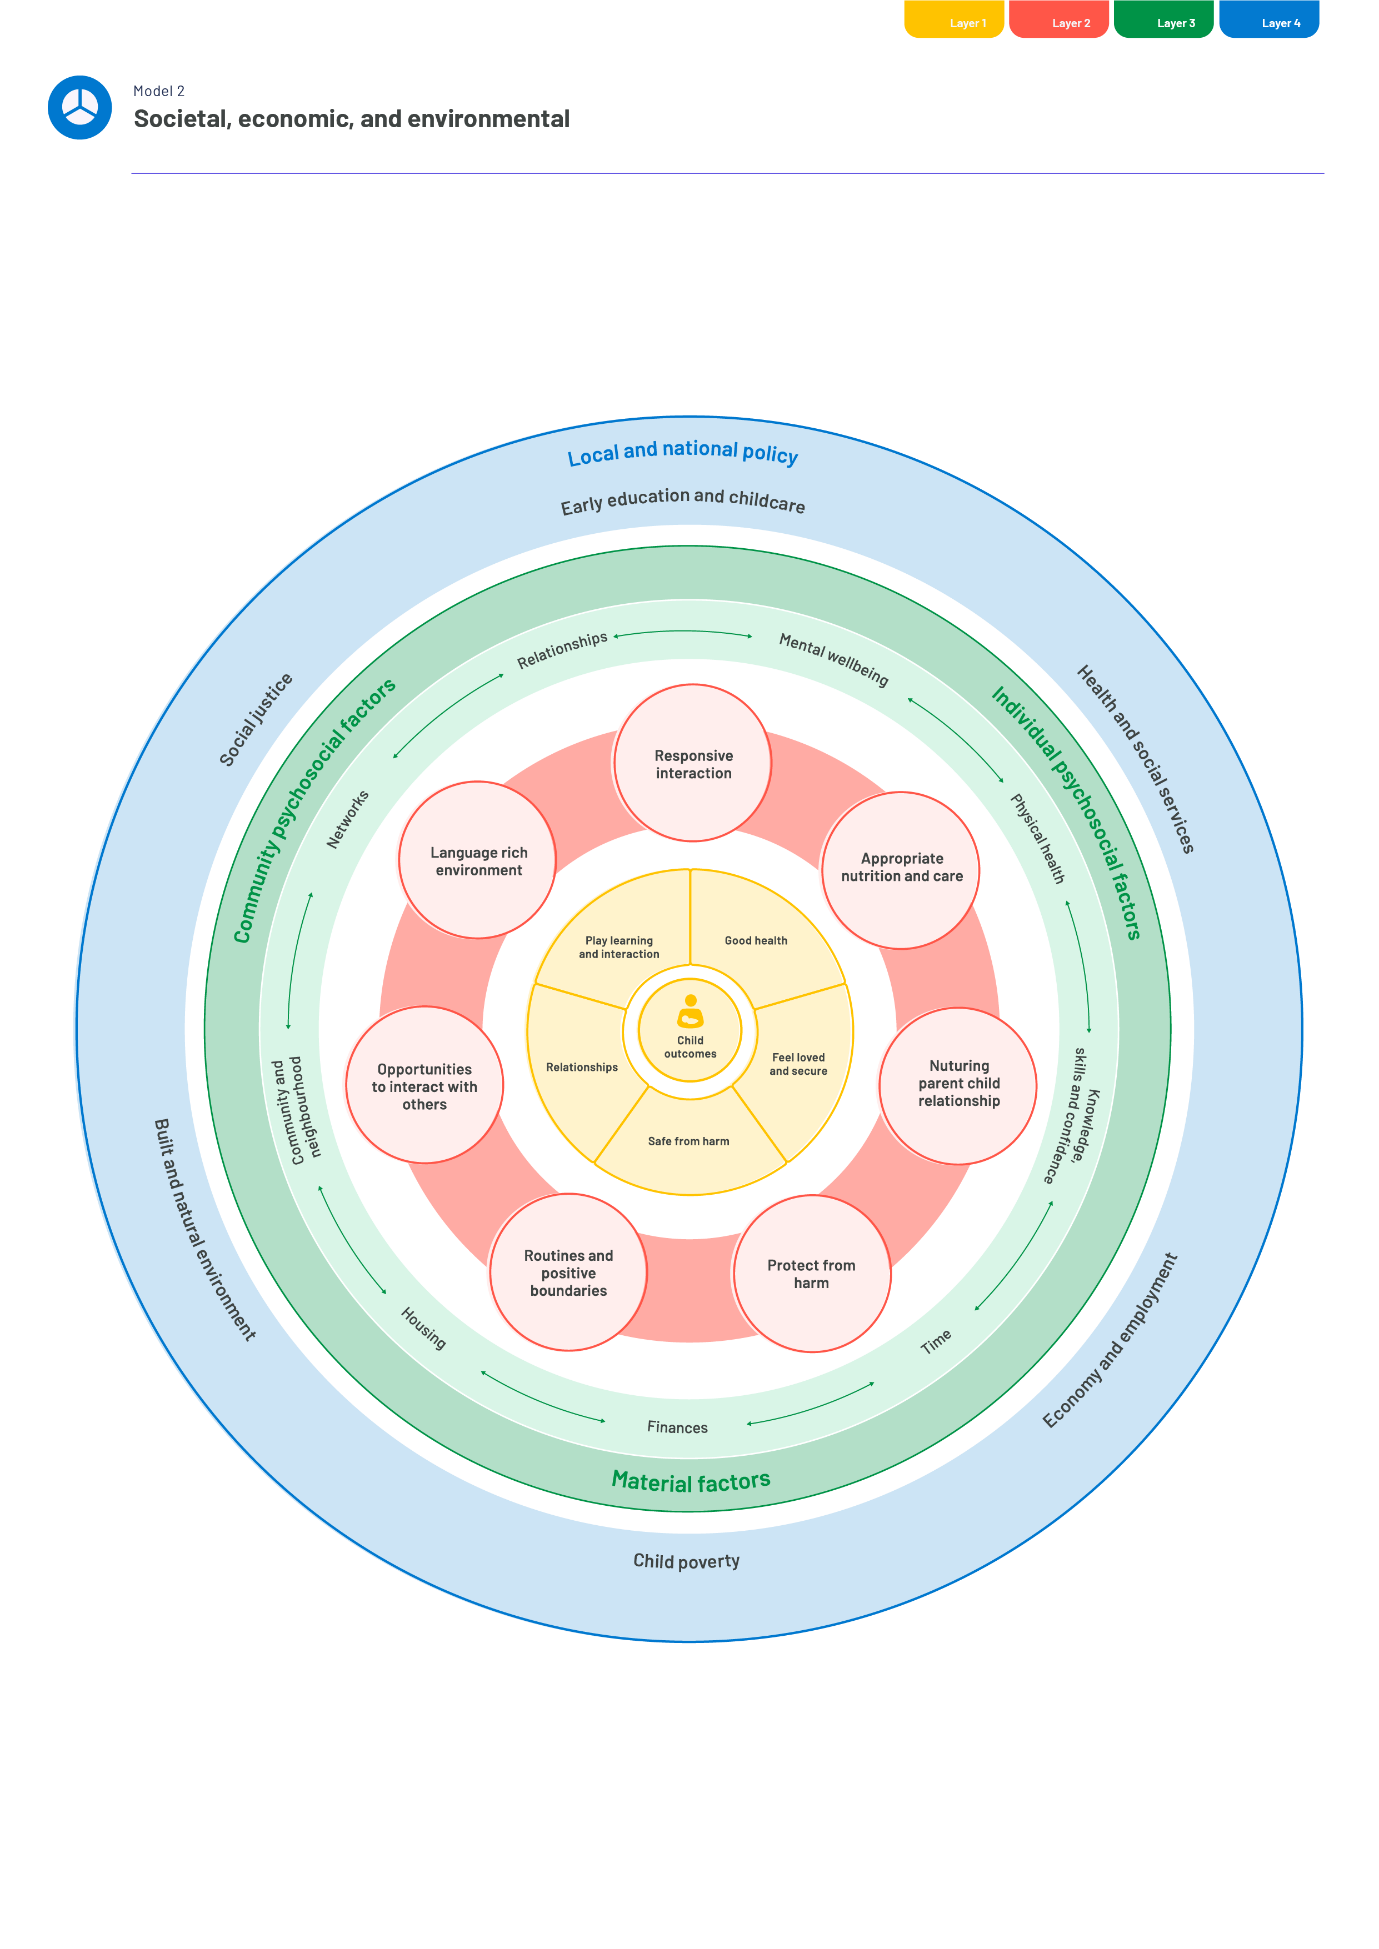 Layer 1
Layer 2
Layer 3
Layer 4
Model 2
Societal, economic, and environmental
Local and national policy
Early education and childcare
Social justice
Health and social services
Built and natural environment
Economy and employment
Child poverty
Community psychosocial factors
Individual psychosocial factors
Material factors
Relationships
Mental wellbeing
Networks
Physical health
Community and
neighbourhood
Knowledge,
skills and confidence
Housing
Time
Finances
Responsive
interaction
Language rich
environment
Appropriate
nutrition and care
Opportunities
to interact with
others
Nuturing
parent child
relationship
Routines and
positive
boundaries
Protect from
harm
Play learning
and interaction
Good health
Relationships
Feel loved
and secure
Safe from harm
Child
outcomes